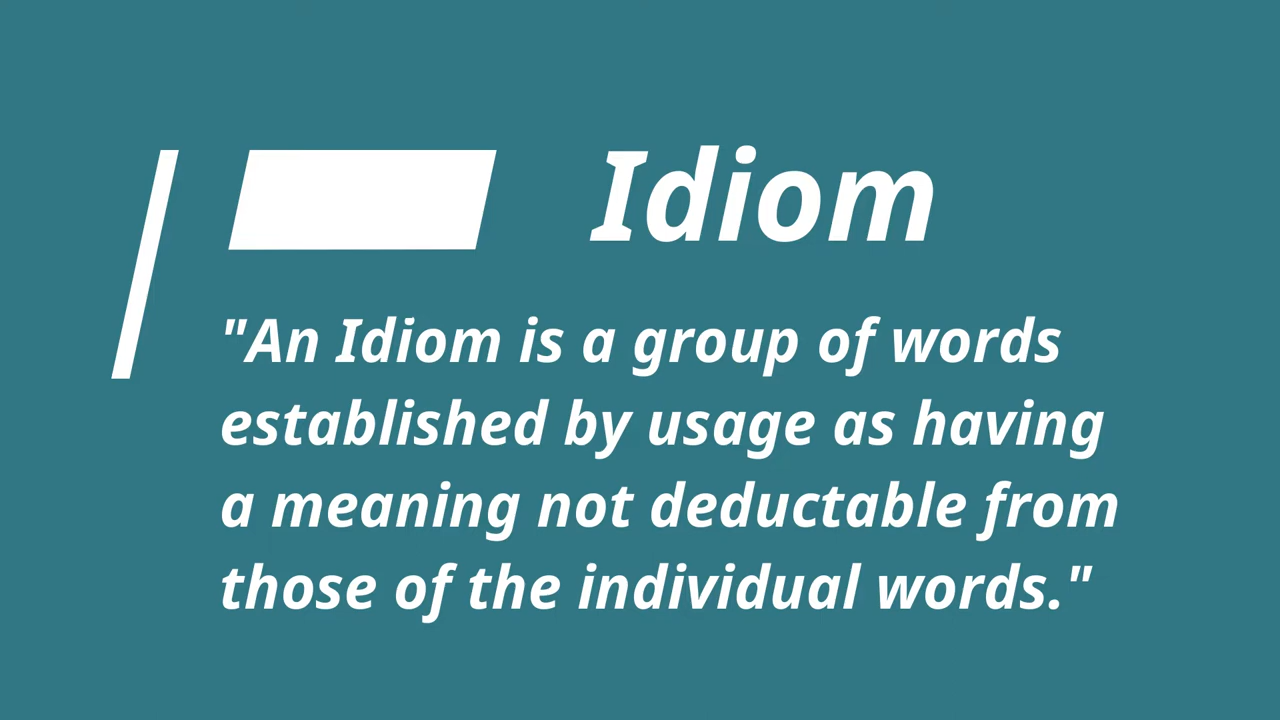 Idiom
"An Idiom is a group of words
established by usage as having
a meaning not deductable from
those of the individual words."